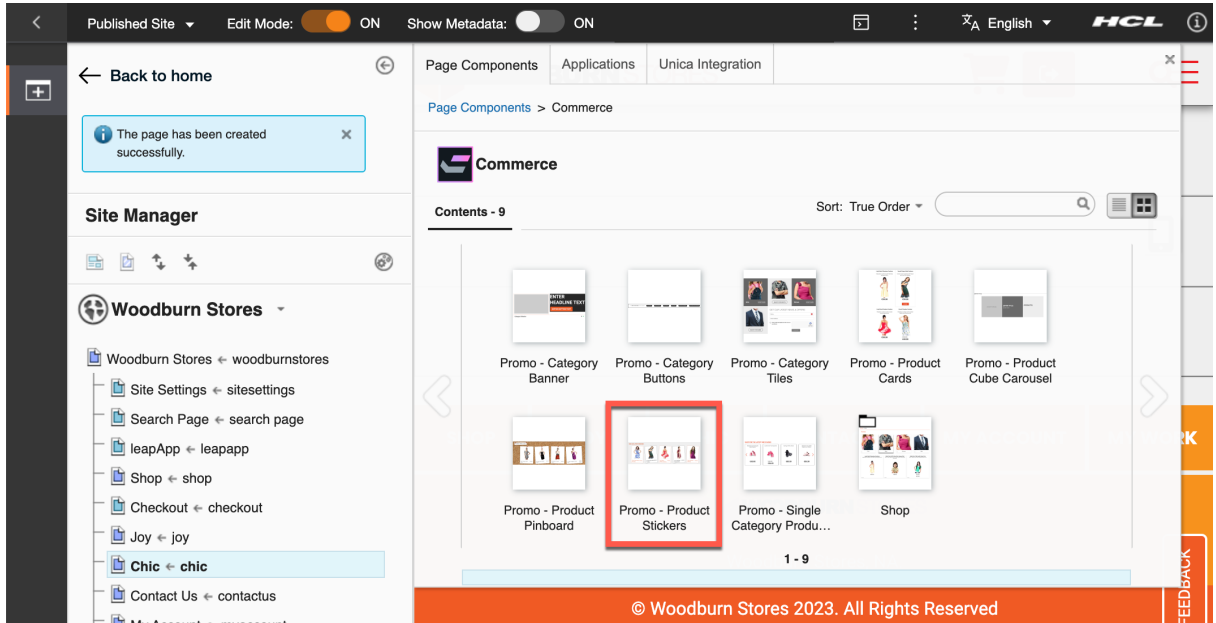 Published Site
Edit Mode: ON
Show Metadata: ON
English
HCL
Back to home
The page has been created
successfully.
Site Manager
Woodburn Stores
Woodburn Stores ← woodburnstores
Site Settings ← sitesettings
Search Page ← search page
leapApp ← leapapp
Shop ← shop
Checkout ← checkout
Joy ← joy
Chic ← chic
Contact Us ← contactus
Page Components
Applications
Unica Integration
Page Components > Commerce
Commerce
Contents - 9
Sort: True Order
ENTER
HEADLINE TEXT
Promo - Category
Banner
Promo - Category
Buttons
Promo - Category
Tiles
Promo - Product
Cards
Promo - Product
Cube Carousel
Promo - Product
Pinboard
Promo - Product
Stickers
Promo - Single
Category Produ...
Shop
1 - 9
FEEDBACK
© Woodburn Stores 2023. All Rights Reserved